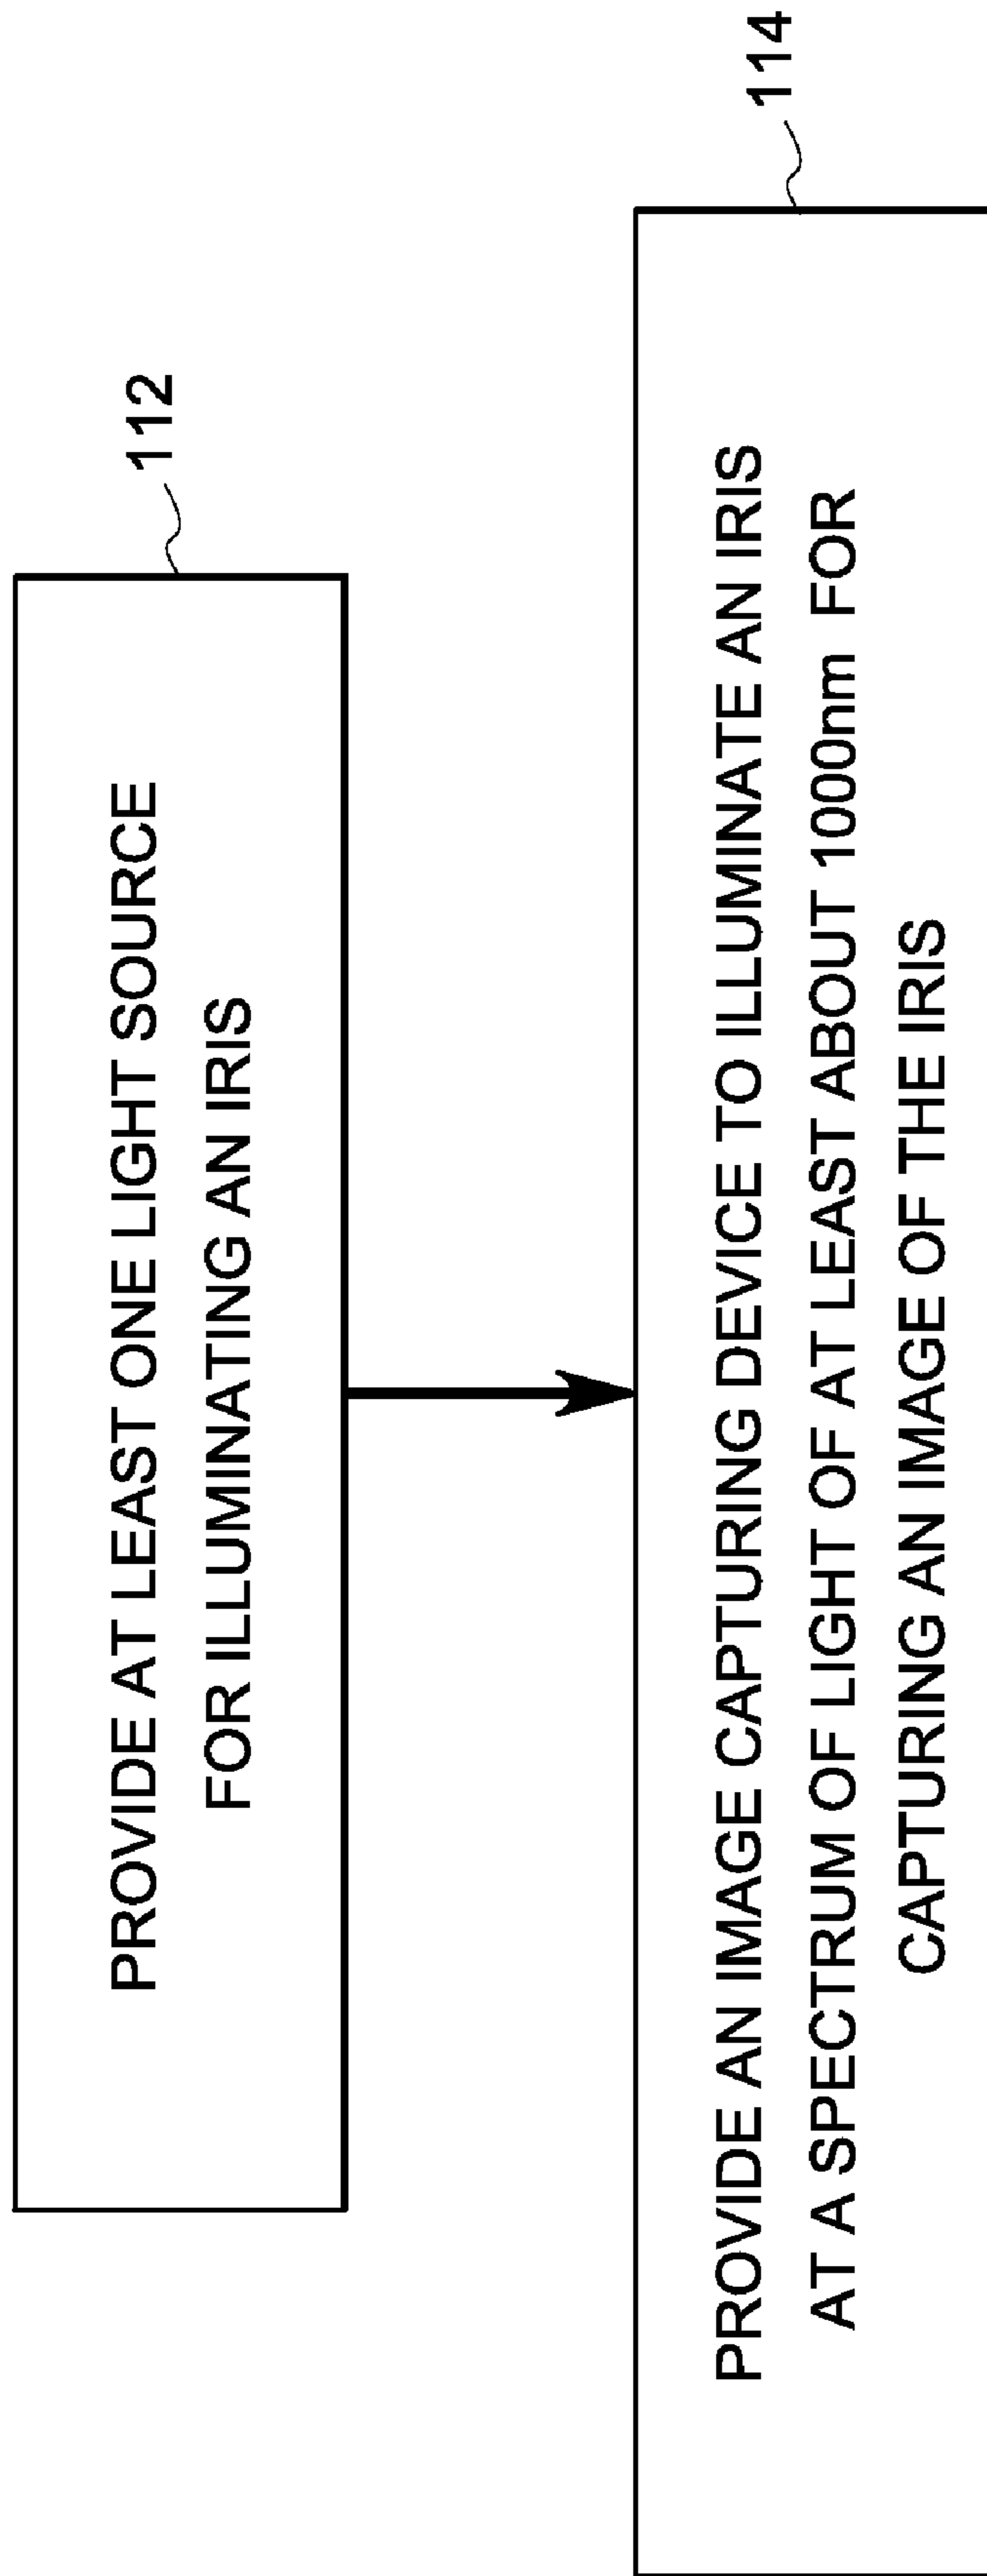 112
PROVIDE AT LEAST ONE LIGHT SOURCE
FOR ILLUMINATING AN IRIS
114
PROVIDE AN IMAGE CAPTURING DEVICE TO ILLUMINATE AN IRIS
AT A SPECTRUM OF LIGHT OF AT LEAST ABOUT 1000nm FOR
CAPTURING AN IMAGE OF THE IRIS